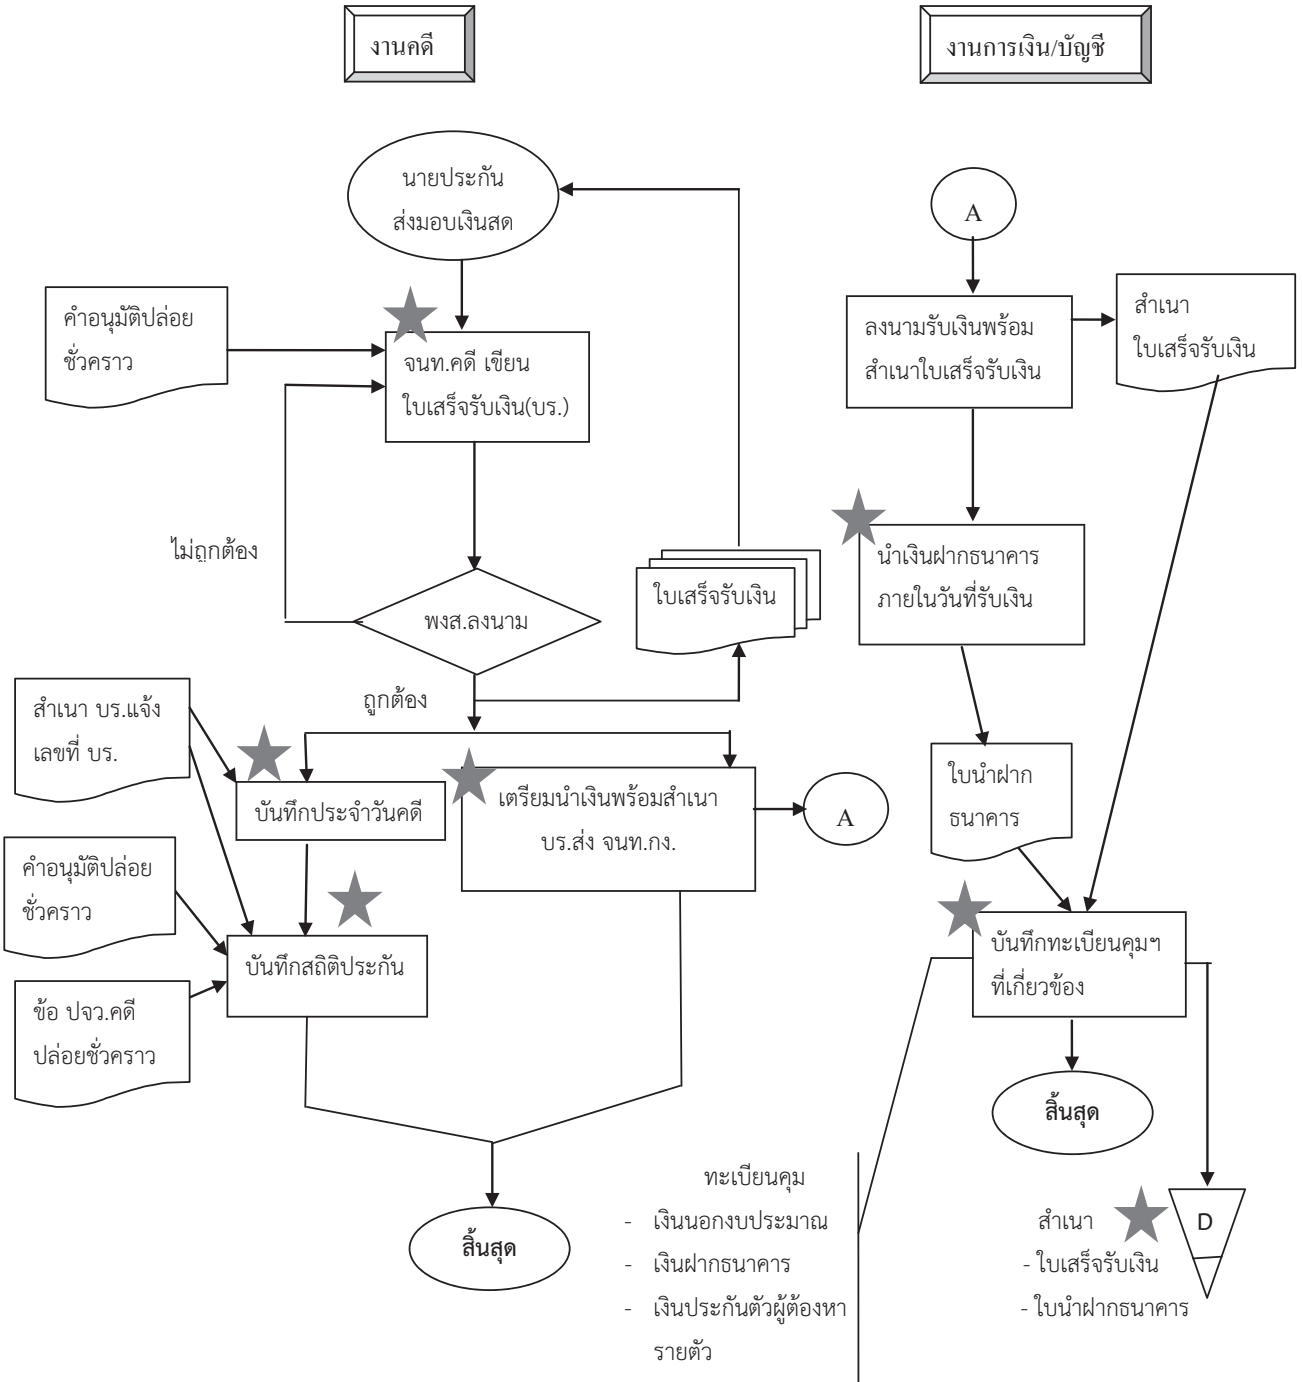 งานคดี
งานการเงิน/บัญชี
นายประกัน
ส่งมอบเงินสด
A
คำอนุมัติปล่อย
ชั่วคราว
จนท.คดี เขียน
ใบเสร็จรับเงิน(บร.)
ลงนามรับเงินพร้อม
สำเนาใบเสร็จรับเงิน
สำเนา
ใบเสร็จรับเงิน
ไม่ถูกต้อง
พงส.ลงนาม
ใบเสร็จรับเงิน
นำเงินฝากธนาคาร
ภายในวันที่รับเงิน
ถูกต้อง
สำเนา บร.แจ้ง
เลขที่ บร.
บันทึกประจำวันคดี
เตรียมนำเงินพร้อมสำเนา
บร.ส่ง จนท.กง.
A
ใบนำฝาก
ธนาคาร
คำอนุมัติปล่อย
ชั่วคราว
บันทึกสถิติประกัน
ข้อ ปจว.คดี
ปล่อยชั่วคราว
บันทึกทะเบียนคุมฯ
ที่เกี่ยวข้อง
สิ้นสุด
สิ้นสุด
ทะเบียนคุม
- เงินนอกงบประมาณ
- เงินฝากธนาคาร
- เงินประกันตัวผู้ต้องหา
รายตัว
สำเนา
- ใบเสร็จรับเงิน
- ใบนำฝากธนาคาร
D